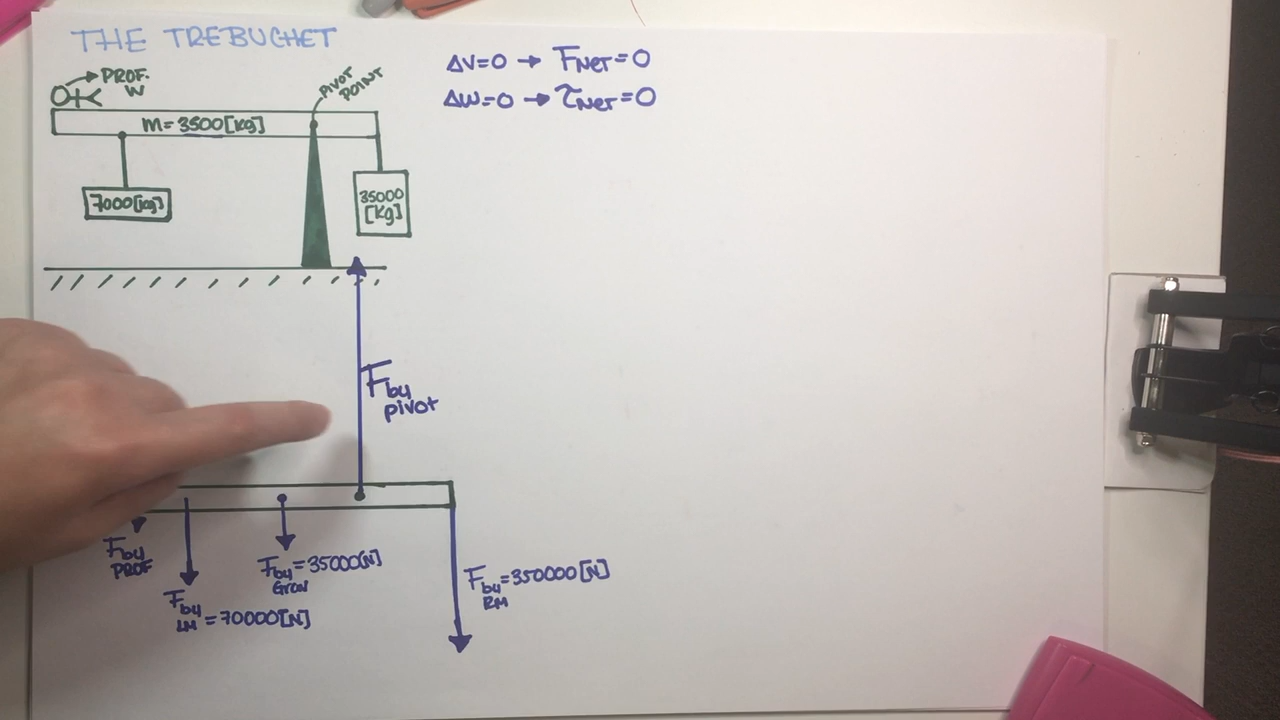 THE TREBUCHET
PROF.
W
PIVOT
POINT
m=3500[kg]
7000[kg]
35000
[kg]
ΔV=0 → FNet=0
ΔW=0 → τNet=0
Fby
pivot
Fby
PROF
Fby
LM =70000[N]
Fby=35000[N]
Grav
Fby=350000[N]
RM